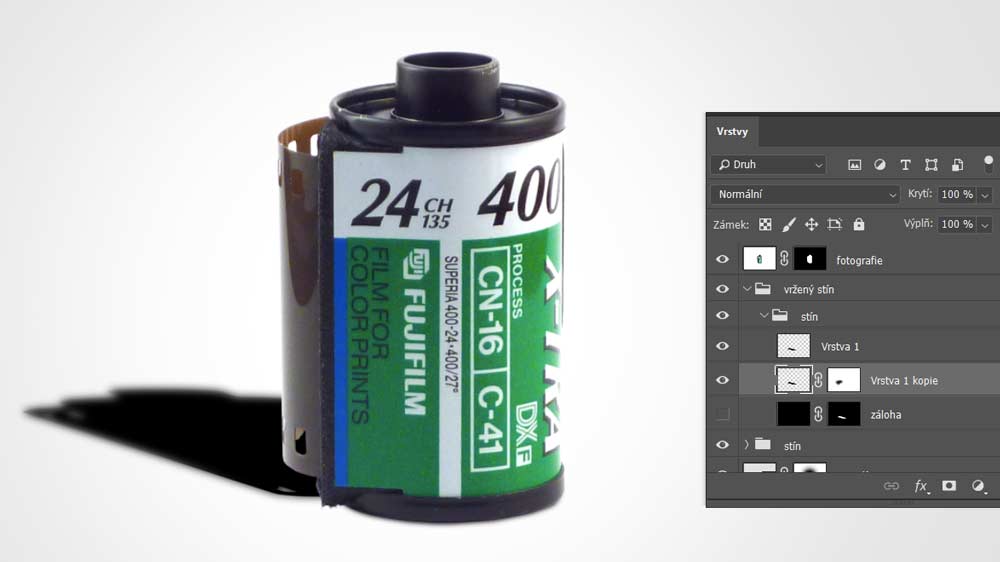 24 CH
135
400
FILM FOR
COLOR PRINTS
FUJIFILM
SUPERIA 400-24·400/27°
PROCESS
CN-16
C-41
X-TRA
DX F
Vrstvy
Druh
Normální
Krytí: 100 %
Zámek:
Výplň: 100 %
fotografie
vržený stín
stín
Vrstva 1
Vrstva 1 kopie
záloha
stín
fx